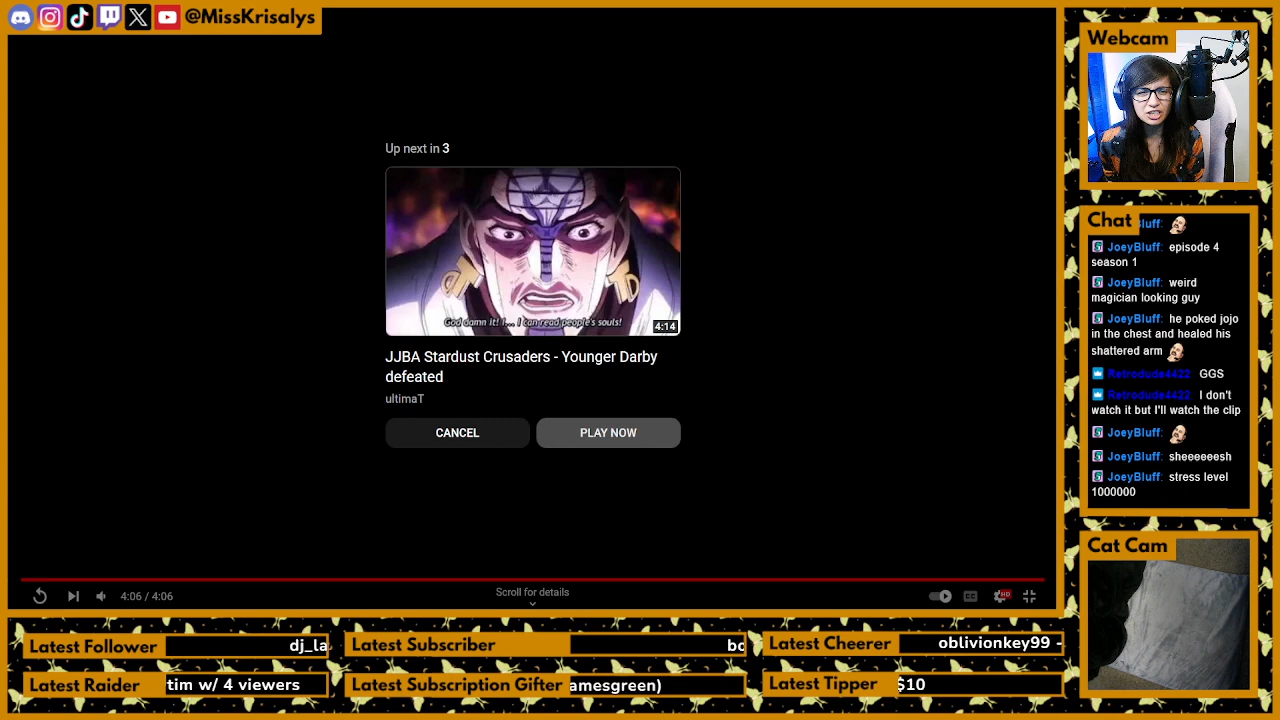 @MissKrisalys
Up next in 3
God damn it! I... I can read people's souls!
4:14
JJBA Stardust Crusaders - Younger Darby
defeated
ultimaT
CANCEL
PLAY NOW
4:06 / 4:06
Scroll for details
CC
HD
Webcam
Chat
Bluff:
JoeyBluff: episode 4
season 1
JoeyBluff: weird
magician looking guy
JoeyBluff: he poked jojo
in the chest and healed his
shattered arm
Retrodude4422 GGS
Retrodude4422 I don't
watch it but I'll watch the clip
JoeyBluff:
JoeyBluff: sheeeeeesh
JoeyBluff: stress level
1000000
Cat Cam
Latest Follower
dj_la
Latest Subscriber
bo
Latest Cheerer
oblivionkey99 -
Latest Raider
tim w/ 4 viewers
Latest Subscription Gifter
amesgreen)
Latest Tipper
$10